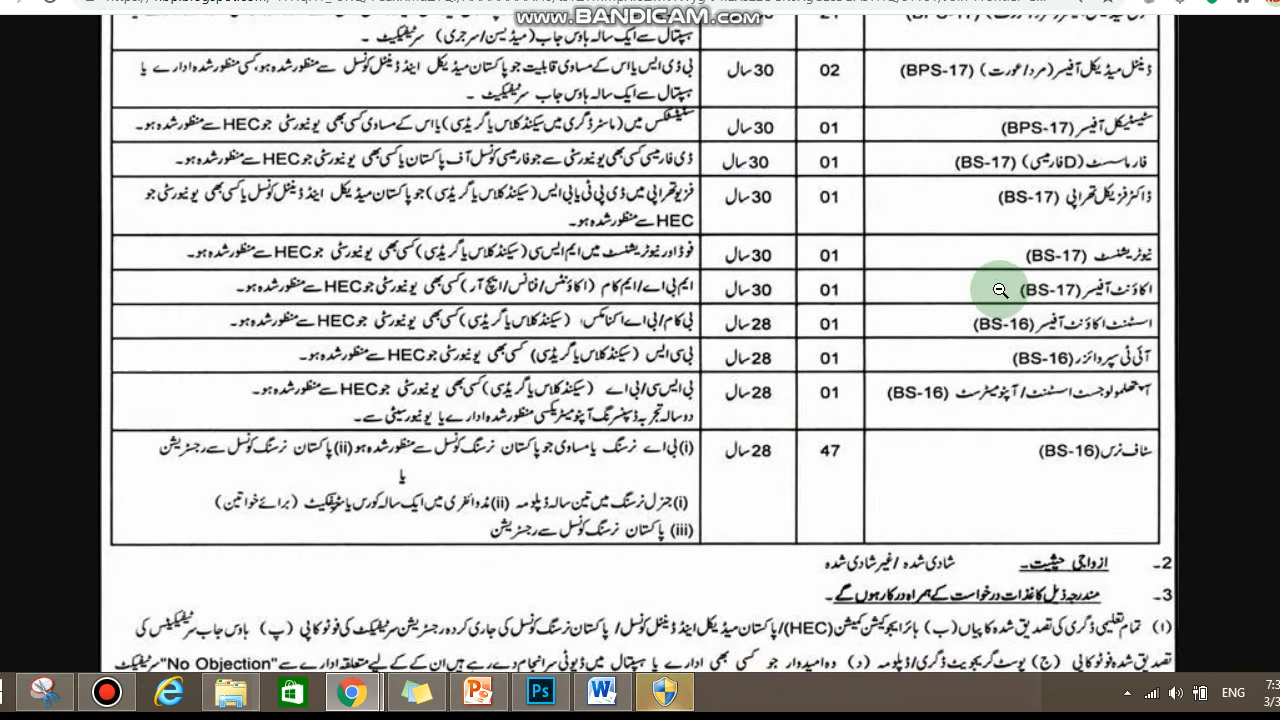 www.BANDICAM.com
ہسپتال سے ایک سالہ ہاؤس جاب (میڈیسن/سرجری) سرٹیفکیٹ ۔
ڈینٹل میڈیکل آفیسر (مرد/عورت) (BPS-17) 02 30 سال بی ڈی ایس یا اس کے مساوی قابلیت جو پاکستان میڈیکل اینڈ ڈینٹل کونسل سے منظور شدہ ہو، کسی منظور شدہ ادارے یا
ہسپتال سے ایک سالہ ہاؤس جاب سرٹیفکیٹ ۔
سٹیٹیکل آفیسر (BPS-17) 01 30 سال سٹیٹکس میں (ماسٹر ڈگری میں سیکنڈ کلاس یا گریڈ سی) یا اس کے مساوی کسی بھی یونیورسٹی جو HEC سے منظور شدہ ہو۔
فارماسسٹ (D فارمیسی) (BS-17) 01 30 سال ڈی فارمیسی کسی بھی یونیورسٹی سے جو فارمیسی کونسل آف پاکستان یا کسی بھی یونیورسٹی جو HEC سے منظور شدہ ہو۔
ڈاکٹر فزیکل تھراپی (BS-17) 01 30 سال فزیوتھراپی میں ڈی پی ٹی یا بی ایس (سیکنڈ کلاس یا گریڈ سی) جو پاکستان میڈیکل اینڈ ڈینٹل کونسل یا کسی بھی یونیورسٹی جو
HEC سے منظور شدہ ہو۔
نیوٹریشنسٹ (BS-17) 01 30 سال فوڈ اور نیوٹریشنسٹ میں ایم ایس سی (سیکنڈ کلاس یا گریڈ سی) کسی بھی یونیورسٹی جو HEC سے منظور شدہ ہو۔
اکاؤنٹ آفیسر (BS-17) 01 30 سال ایم بی اے/ایم کام (اکاؤنٹس/فنانس/ایچ آر) کسی بھی یونیورسٹی جو HEC سے منظور شدہ ہو۔
اسسٹنٹ اکاؤنٹ آفیسر (BS-16) 01 28 سال بی کام/بی اے اکنامکس، (سیکنڈ کلاس یا گریڈ سی) کسی بھی یونیورسٹی جو HEC سے منظور شدہ ہو۔
آئی ٹی سپروائزر (BS-16) 01 28 سال بی سی ایس (سیکنڈ کلاس یا گریڈ سی) کسی بھی یونیورسٹی جو HEC سے منظور شدہ ہو۔
آپتھلمولوجسٹ اسسٹنٹ/آپٹومیٹرسٹ (BS-16) 01 28 سال بی ایس سی/بی اے (سیکنڈ کلاس یا گریڈ سی) کسی بھی یونیورسٹی جو HEC سے منظور شدہ ہو۔
دو سالہ تجربہ ڈسپنسرنگ آپٹومیٹریکسی منظور شدہ ادارے یا یونیورسٹی سے۔
سٹاف نرس (BS-16) 47 28 سال (i) بی اے نرسنگ یا مساوی جو پاکستان نرسنگ کونسل سے منظور شدہ ہو (ii) پاکستان نرسنگ کونسل سے رجسٹریشن
یا
(i) جنرل نرسنگ میں تین سالہ ڈپلومہ (ii) مڈوائفری میں ایک سالہ کورس یا سرٹیفکیٹ (برائے خواتین)
(iii) پاکستان نرسنگ کونسل سے رجسٹریشن
2۔ ازواجی حیثیت۔ شادی شدہ / غیر شادی شدہ
3۔ مندرجہ ذیل کاغذات درخواست کے ہمراہ درکار ہوں گے۔
(ا) تمام تعلیمی ڈگری کی تصدیق شدہ کاپیاں (ب) ہائر ایجوکیشن کمیشن (HEC)/پاکستان میڈیکل اینڈ ڈینٹل کونسل/پاکستان نرسنگ کونسل کی جاری کردہ رجسٹریشن سرٹیفکیٹ کی فوٹو کاپی (پ) ہاؤس جاب سرٹیفکیٹس کی
تصدیق شدہ فوٹو کاپی (ج) پوسٹ گریجویٹ ڈگری/ڈپلومہ (د) وہ امیدوار جو کسی بھی ادارے یا ہسپتال میں ڈیوٹی سرانجام دے رہے ہیں ان کے لیے متعلقہ ادارے سے "No Objection" سرٹیفکیٹ
ENG